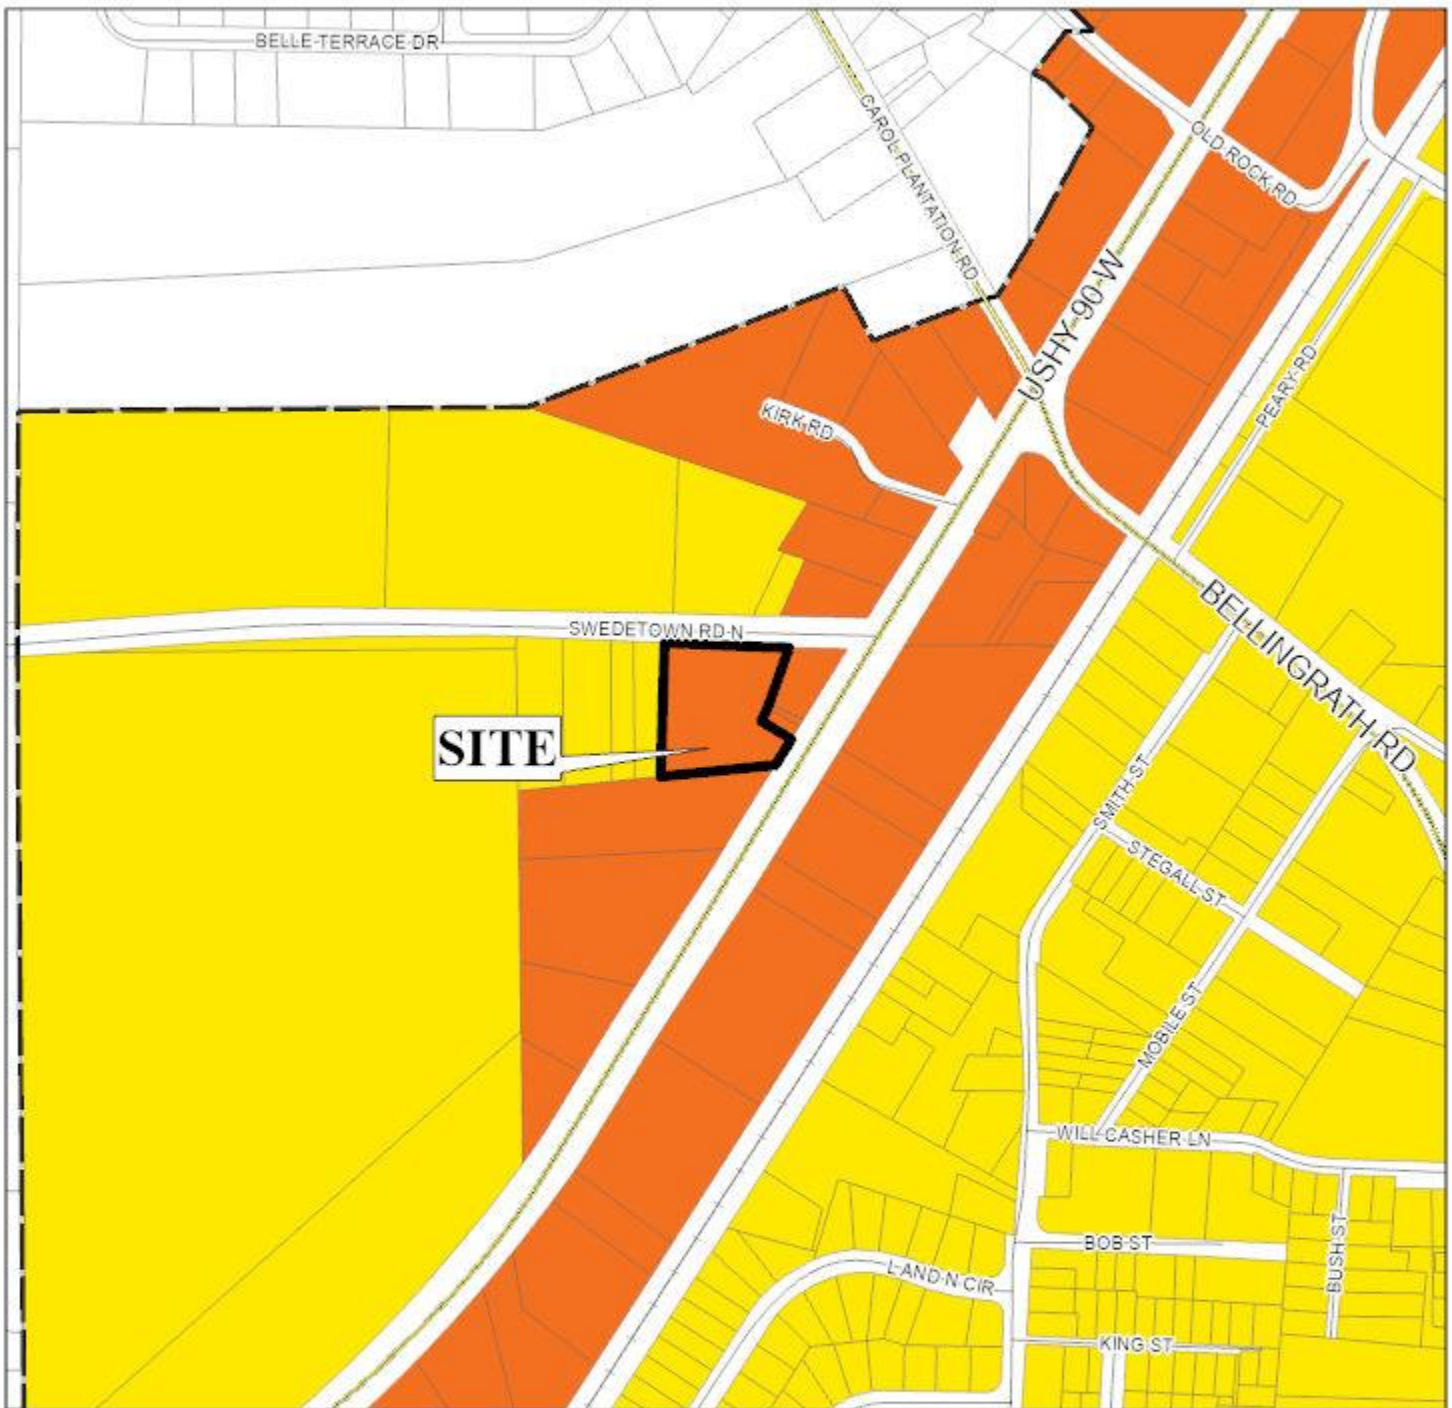 BELLE TERRACE DR
CAROL PLANTATION RD
OLD ROCK RD
USHY 90 W
PEARY RD
KIRK RD
BELLINGRATH RD
SWEDETOWN RD N
SITE
SMITH ST
STEGALL ST
MOBILE ST
WILL CASHER LN
BOB ST
BUSH ST
LAND N CIR
KING ST